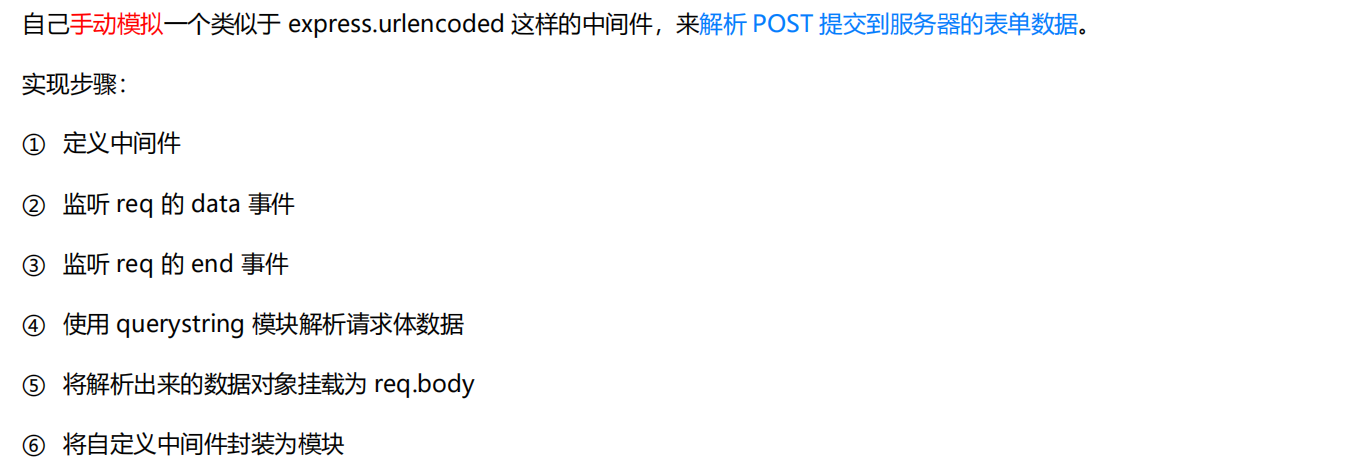 自己手动模拟一个类似于 express.urlencoded 这样的中间件，来解析 POST 提交到服务器的表单数据。
实现步骤：
① 定义中间件
② 监听 req 的 data 事件
③ 监听 req 的 end 事件
④ 使用 querystring 模块解析请求体数据
⑤ 将解析出来的数据对象挂载为 req.body
⑥ 将自定义中间件封装为模块